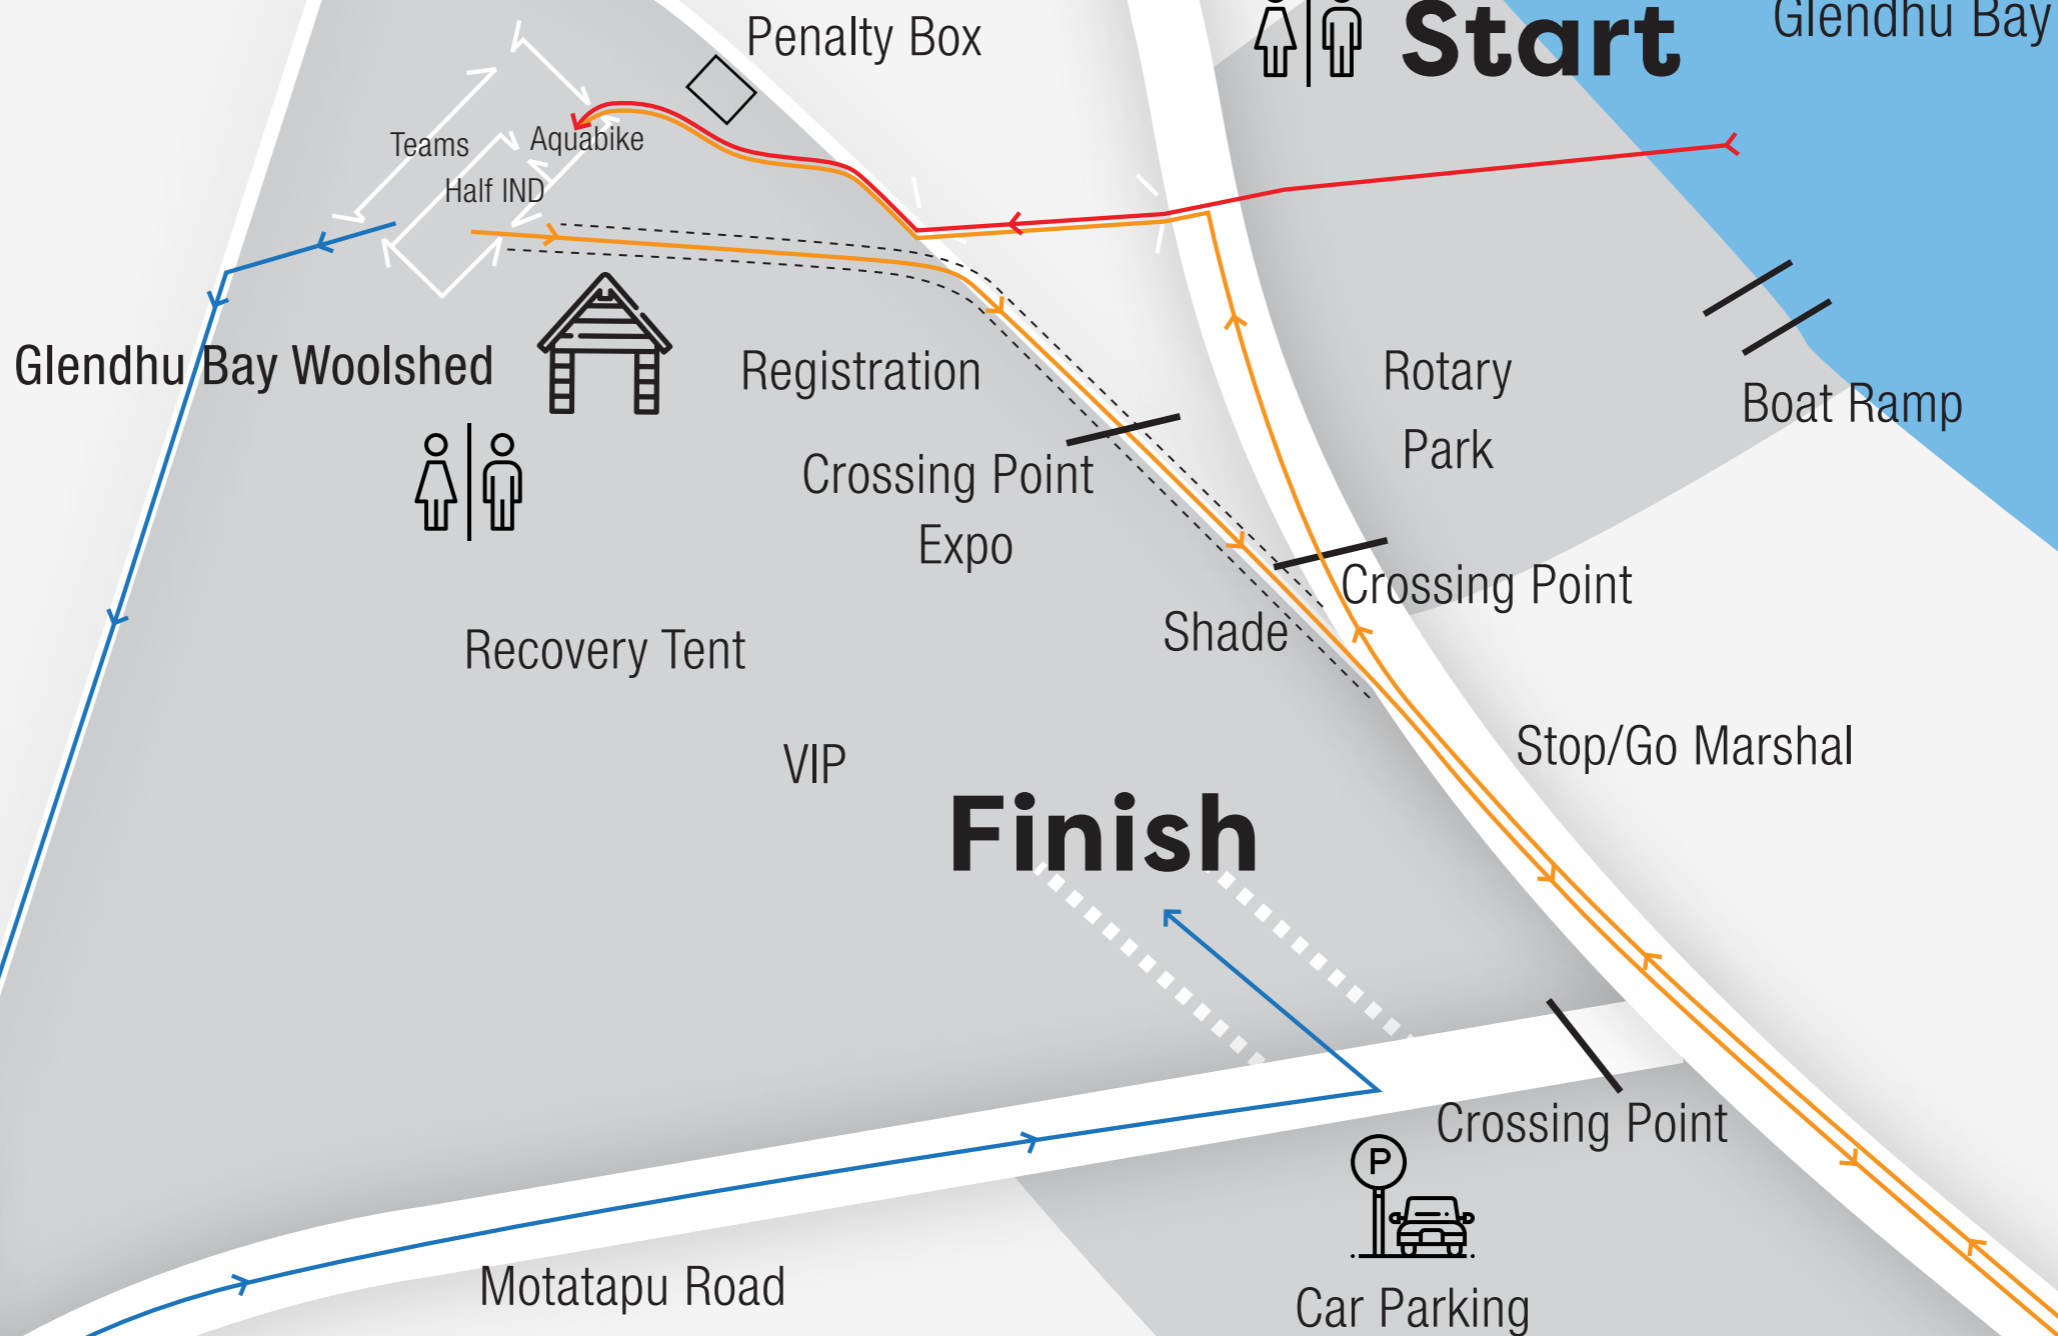 Start
Glendhu Bay
Penalty Box
Teams
Aquabike
Half IND
Glendhu Bay Woolshed
Registration
Rotary
Park
Boat Ramp
Crossing Point
Expo
Crossing Point
Shade
Recovery Tent
Stop/Go Marshal
VIP
Finish
Crossing Point
P
Motatapu Road
Car Parking